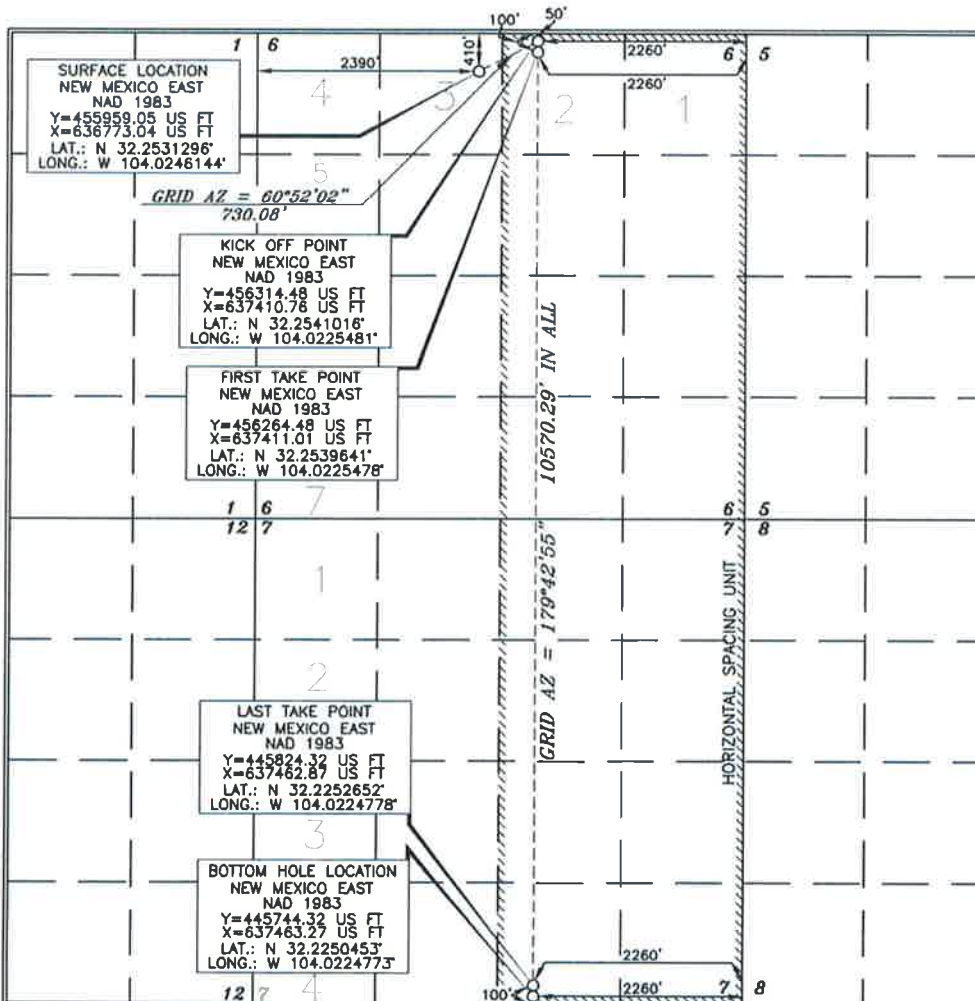 100' 50'
1 6 2390' 410' 2260' 6 5
4 3 2260' 2 1
SURFACE LOCATION
NEW MEXICO EAST
NAD 1983
Y=455959.05 US FT
X=636773.04 US FT
LAT.: N 32.2531296°
LONG.: W 104.0246144°
5
GRID AZ = 60°52'02"
730.08'
KICK OFF POINT
NEW MEXICO EAST
NAD 1983
Y=456314.48 US FT
X=637410.76 US FT
LAT.: N 32.2541016°
LONG.: W 104.0225481°
FIRST TAKE POINT
NEW MEXICO EAST
NAD 1983
Y=456264.48 US FT
X=637411.01 US FT
LAT.: N 32.2539641°
LONG.: W 104.0225478°
GRID AZ = 179°42'55" 10570.29' IN ALL
7
1 6 6 5
12 7 7 8
1
HORIZONTAL SPACING UNIT
2
LAST TAKE POINT
NEW MEXICO EAST
NAD 1983
Y=445824.32 US FT
X=637462.87 US FT
LAT.: N 32.2252652°
LONG.: W 104.0224778°
3
BOTTOM HOLE LOCATION
NEW MEXICO EAST
NAD 1983
Y=445744.32 US FT
X=637463.27 US FT
LAT.: N 32.2250453°
LONG.: W 104.0224773°
2260'
12 7 4 100' 2260' 7 8